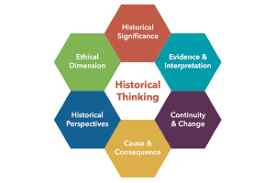 Historical
Significance
Ethical
Dimension
Evidence &
Interpretation
Historical
Thinking
Historical
Perspectives
Continuity
& Change
Cause &
Consequence